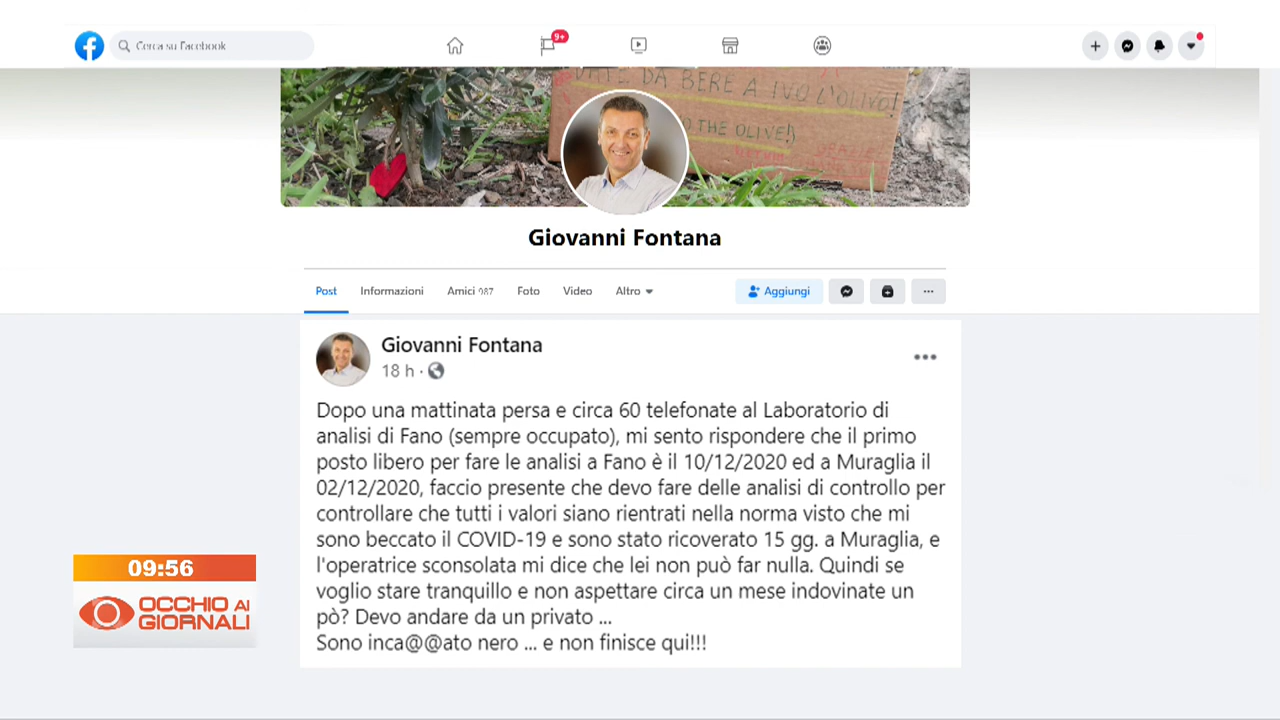 Cerca su Facebook
9+
DATE DA BERE A IVO L'OLIVO!
TO THE OLIVE!)
Giovanni Fontana
Post
Informazioni
Amici 987
Foto
Video
Altro
Aggiungi
Giovanni Fontana
18 h ·
Dopo una mattinata persa e circa 60 telefonate al Laboratorio di
analisi di Fano (sempre occupato), mi sento rispondere che il primo
posto libero per fare le analisi a Fano è il 10/12/2020 ed a Muraglia il
02/12/2020, faccio presente che devo fare delle analisi di controllo per
controllare che tutti i valori siano rientrati nella norma visto che mi
sono beccato il COVID-19 e sono stato ricoverato 15 gg. a Muraglia, e
l'operatrice sconsolata mi dice che lei non può far nulla. Quindi se
voglio stare tranquillo e non aspettare circa un mese indovinate un
pò? Devo andare da un privato ...
Sono inca@@ato nero ... e non finisce qui!!!
09:56
OCCHIO AI
GIORNALI